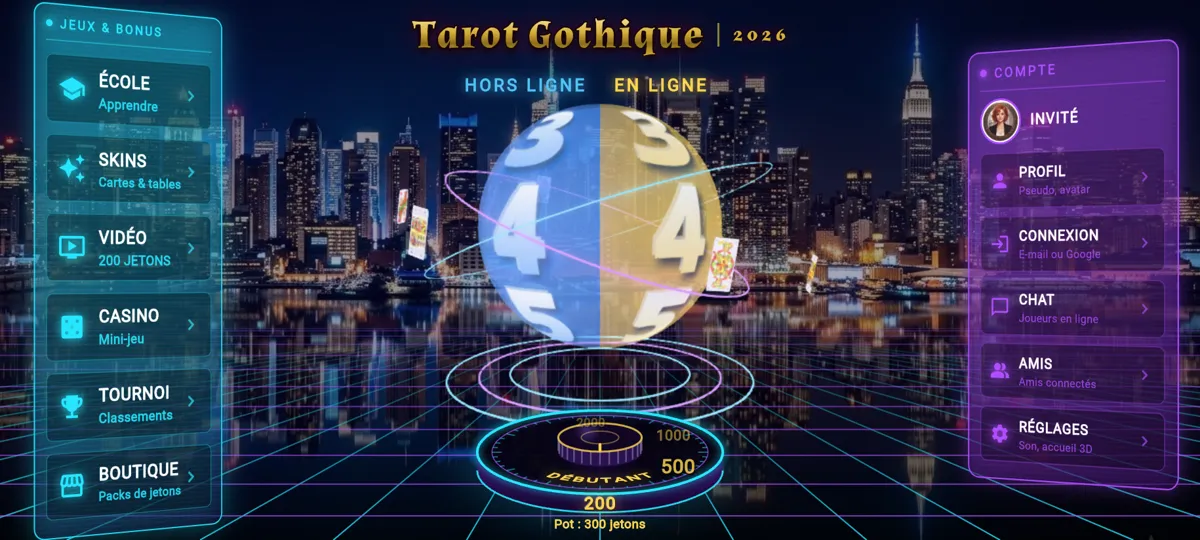 Tarot Gothique | 2026
HORS LIGNE
EN LIGNE
JEUX & BONUS
ÉCOLE
Apprendre
SKINS
Cartes & tables
VIDÉO
200 JETONS
CASINO
Mini-jeu
TOURNOI
Classements
BOUTIQUE
Packs de jetons
3
4
5
3
4
5
2000
1000
500
DÉBUTANT
200
Pot : 300 jetons
COMPTE
INVITÉ
PROFIL
Pseudo, avatar
CONNEXION
E-mail ou Google
CHAT
Joueurs en ligne
AMIS
Amis connectés
RÉGLAGES
Son, accueil 3D